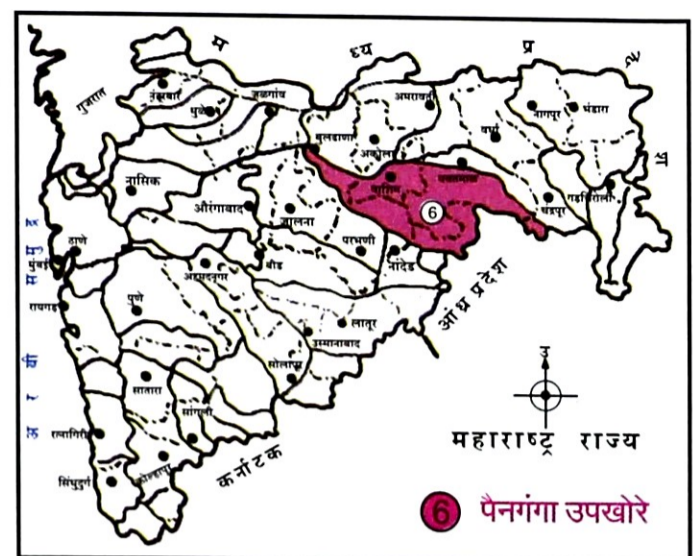 म ध्य प्र दे श
गुजरात
नंदुरबार
धुळे
जळगांव
बुलडाणा
अमरावती
अकोला
वाशिम
यवतमाळ
वर्धा
नागपूर
भंडारा
चंद्रपूर
गडचिरोली
नासिक
औरंगाबाद
जालना
परभणी
नांदेड
बीड
ठाणे
मुंबई
रायगड
अहमदनगर
पुणे
लातूर
उस्मानाबाद
सोलापूर
सातारा
सांगली
रत्नागिरी
कोल्हापूर
सिंधुदुर्ग
6
अ र बी स मु द्र
आंध्र प्रदेश
कर्नाटक
उ
महाराष्ट्र राज्य
6 पैनगंगा उपखोरे